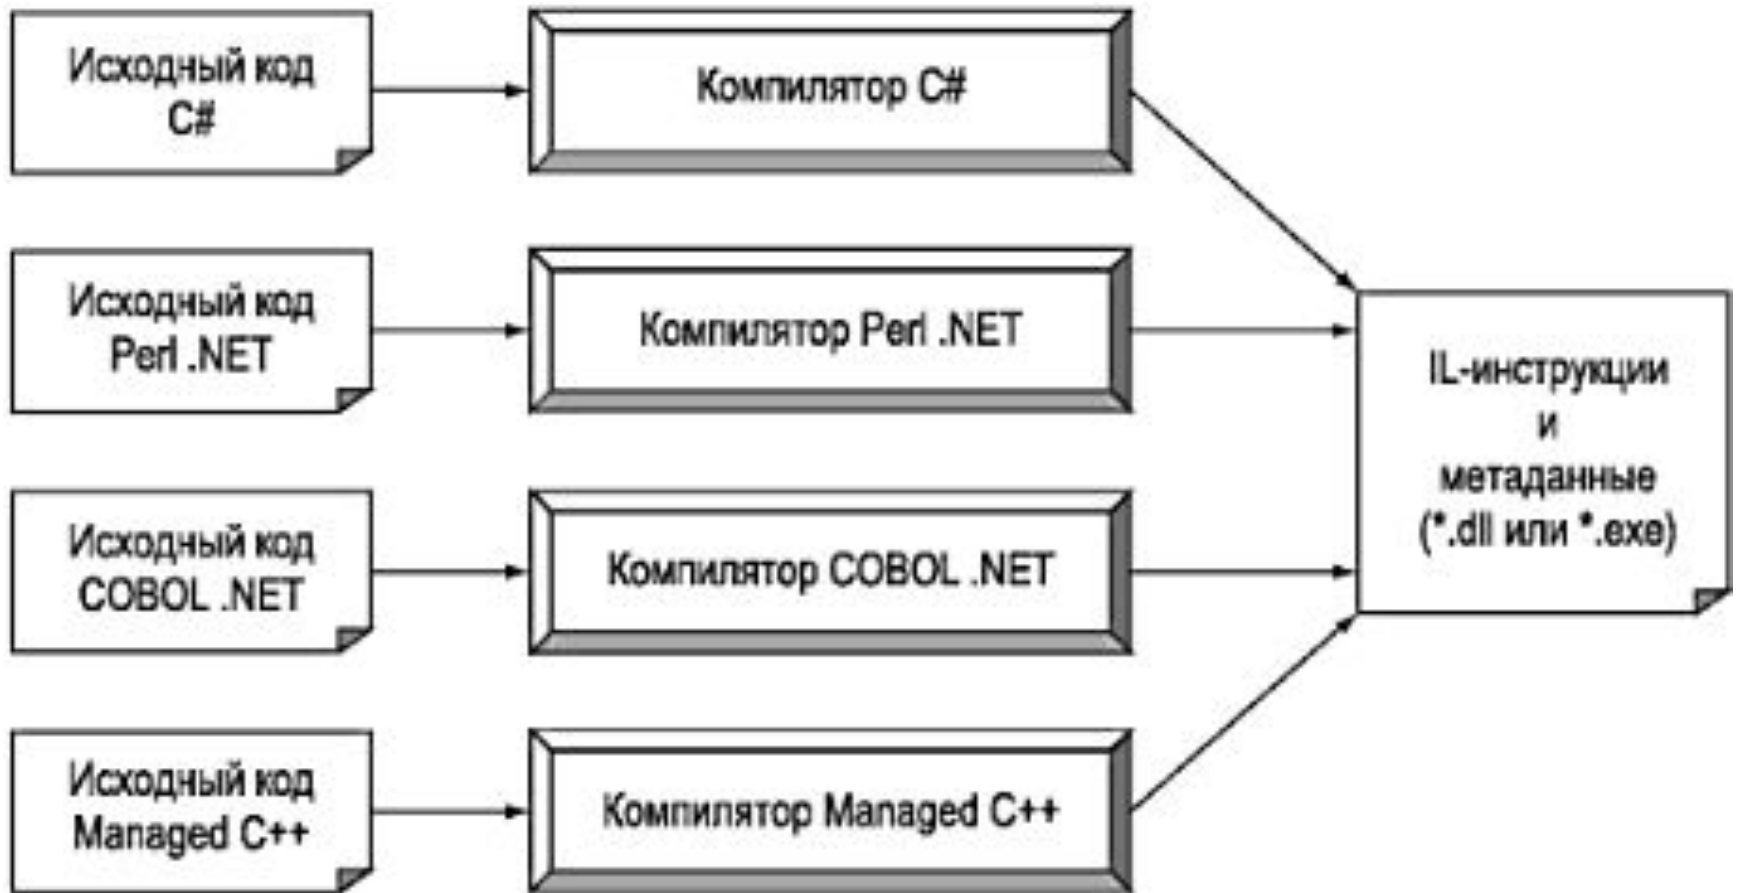 Исходный код
C#
Компилятор C#
Исходный код
Perl .NET
Компилятор Perl .NET
IL-инструкции
и
метаданные
(*.dll или *.exe)
Исходный код
COBOL .NET
Компилятор COBOL .NET
Исходный код
Managed C++
Компилятор Managed C++